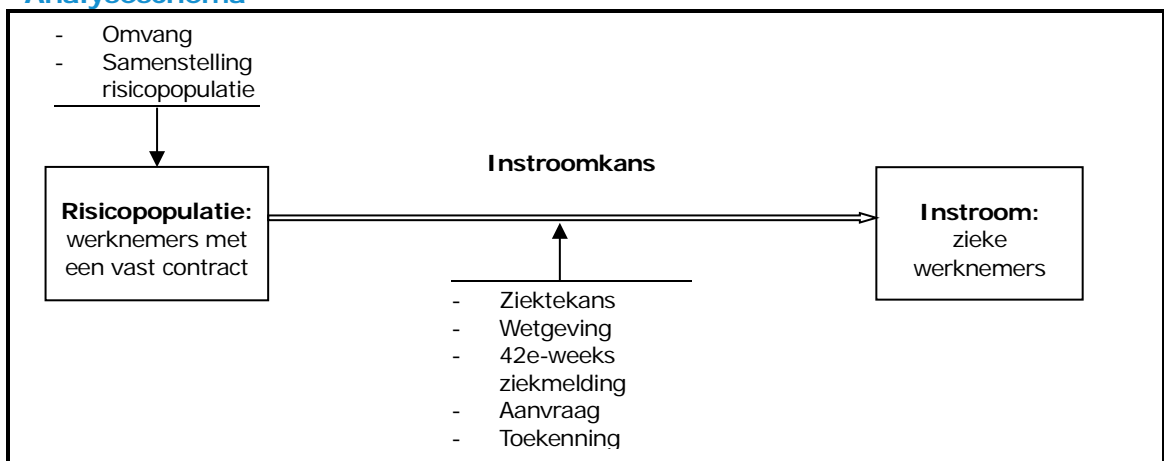 Analyseschema
- Omvang
- Samenstelling
risicopopulatie
Instroomkans
Risicopopulatie:
werknemers met
een vast contract
Instroom:
zieke
werknemers
- Ziektekans
- Wetgeving
- 42e-weeks
ziekmelding
- Aanvraag
- Toekenning